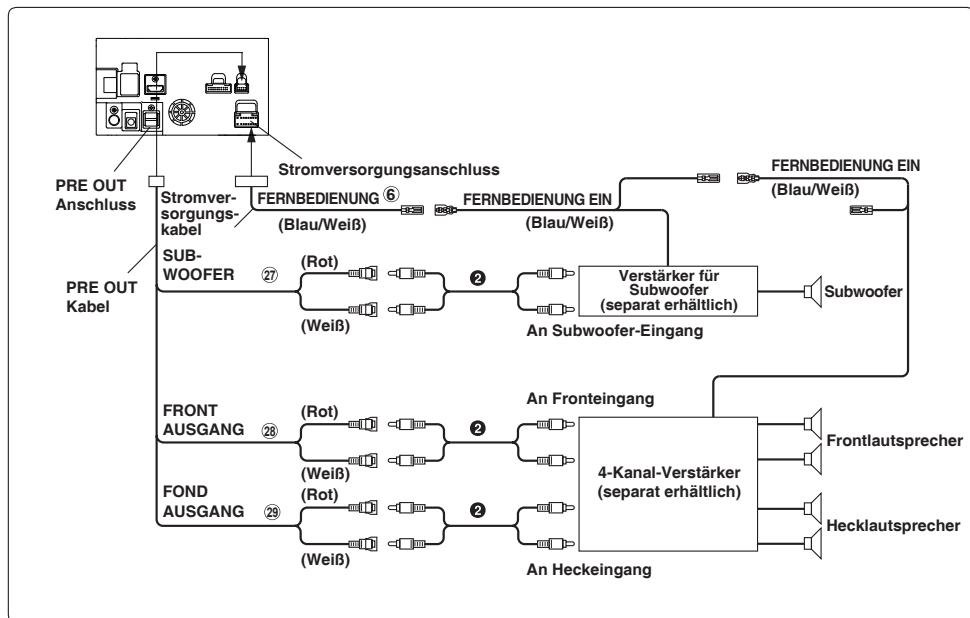 Stromversorgungsanschluss
PRE OUT
Anschluss
Stromver-
sorgungs-
kabel
FERNBEDIENUNG ⑥
(Blau/Weiß)
FERNBEDIENUNG EIN
(Blau/Weiß)
FERNBEDIENUNG EIN
(Blau/Weiß)
PRE OUT
Kabel
SUB-
WOOFER ㉗
(Rot)
(Weiß)
❷
An Subwoofer-Eingang
Verstärker für
Subwoofer
(separat erhältlich)
Subwoofer
FRONT
AUSGANG ㉘
(Rot)
(Weiß)
❷
An Fronteingang
4-Kanal-Verstärker
(separat erhältlich)
Frontlautsprecher
FOND
AUSGANG ㉙
(Rot)
(Weiß)
❷
An Heckeingang
Hecklautsprecher